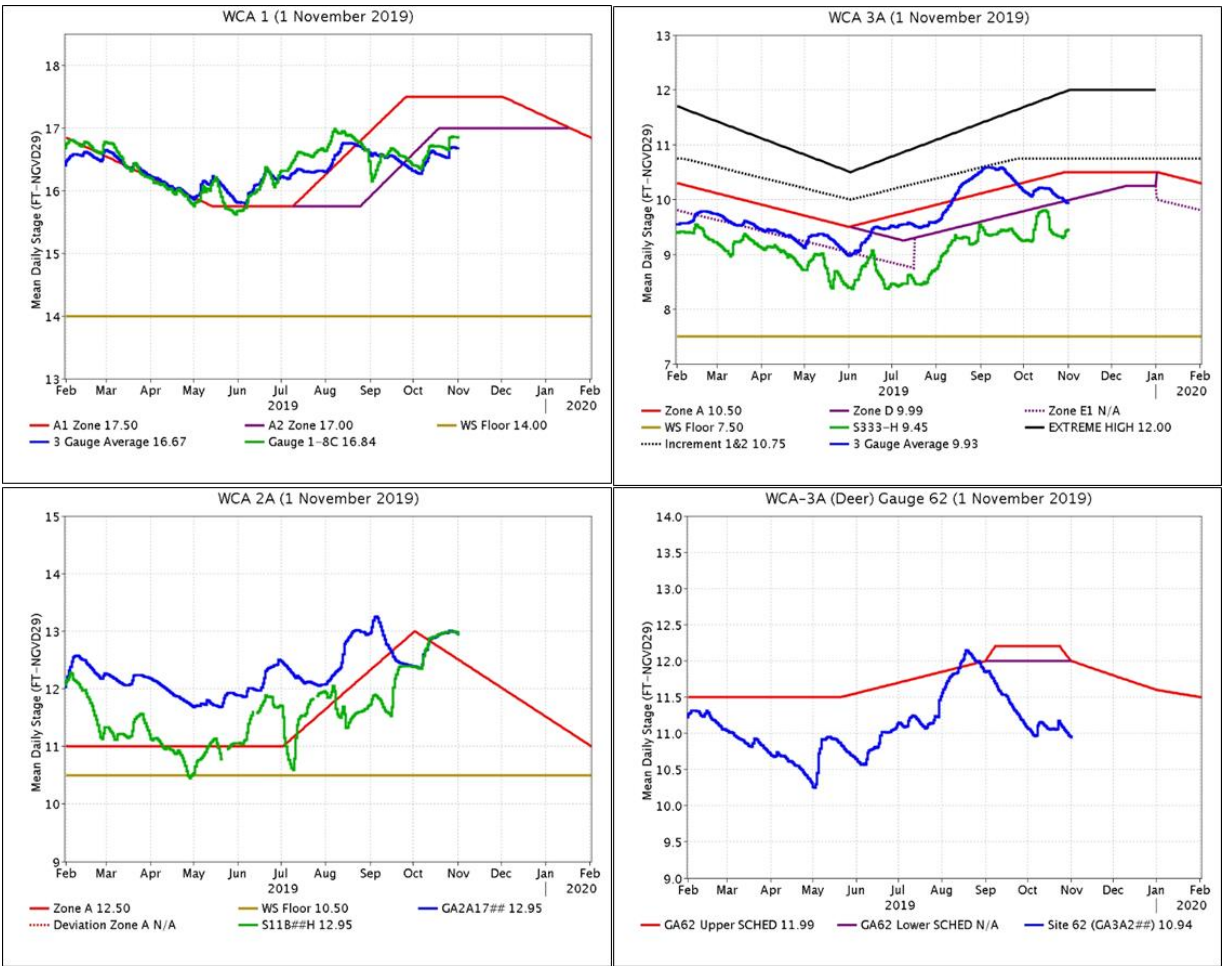 WCA 1 (1 November 2019)
Mean Daily Stage (FT-NGVD29)
18
17
16
15
14
13
Feb Mar Apr May Jun Jul Aug Sep Oct Nov Dec Jan Feb
2019 | 2020
A1 Zone 17.50 A2 Zone 17.00 WS Floor 14.00
3 Gauge Average 16.67 Gauge 1-8C 16.84
WCA 3A (1 November 2019)
Mean Daily Stage (FT-NGVD29)
13
12
11
10
9
8
7
Feb Mar Apr May Jun Jul Aug Sep Oct Nov Dec Jan Feb
2019 | 2020
Zone A 10.50 Zone D 9.99 Zone E1 N/A
WS Floor 7.50 S333-H 9.45 EXTREME HIGH 12.00
Increment 1&2 10.75 3 Gauge Average 9.93
WCA 2A (1 November 2019)
Mean Daily Stage (FT-NGVD29)
15
14
13
12
11
10
9
Feb Mar Apr May Jun Jul Aug Sep Oct Nov Dec Jan Feb
2019 | 2020
Zone A 12.50 WS Floor 10.50 GA2A17## 12.95
Deviation Zone A N/A S11B##H 12.95
WCA-3A (Deer) Gauge 62 (1 November 2019)
Mean Daily Stage (FT-NGVD29)
14.0
13.5
13.0
12.5
12.0
11.5
11.0
10.5
10.0
9.5
9.0
Feb Mar Apr May Jun Jul Aug Sep Oct Nov Dec Jan Feb
2019 | 2020
GA62 Upper SCHED 11.99 GA62 Lower SCHED N/A Site 62 (GA3A2##) 10.94